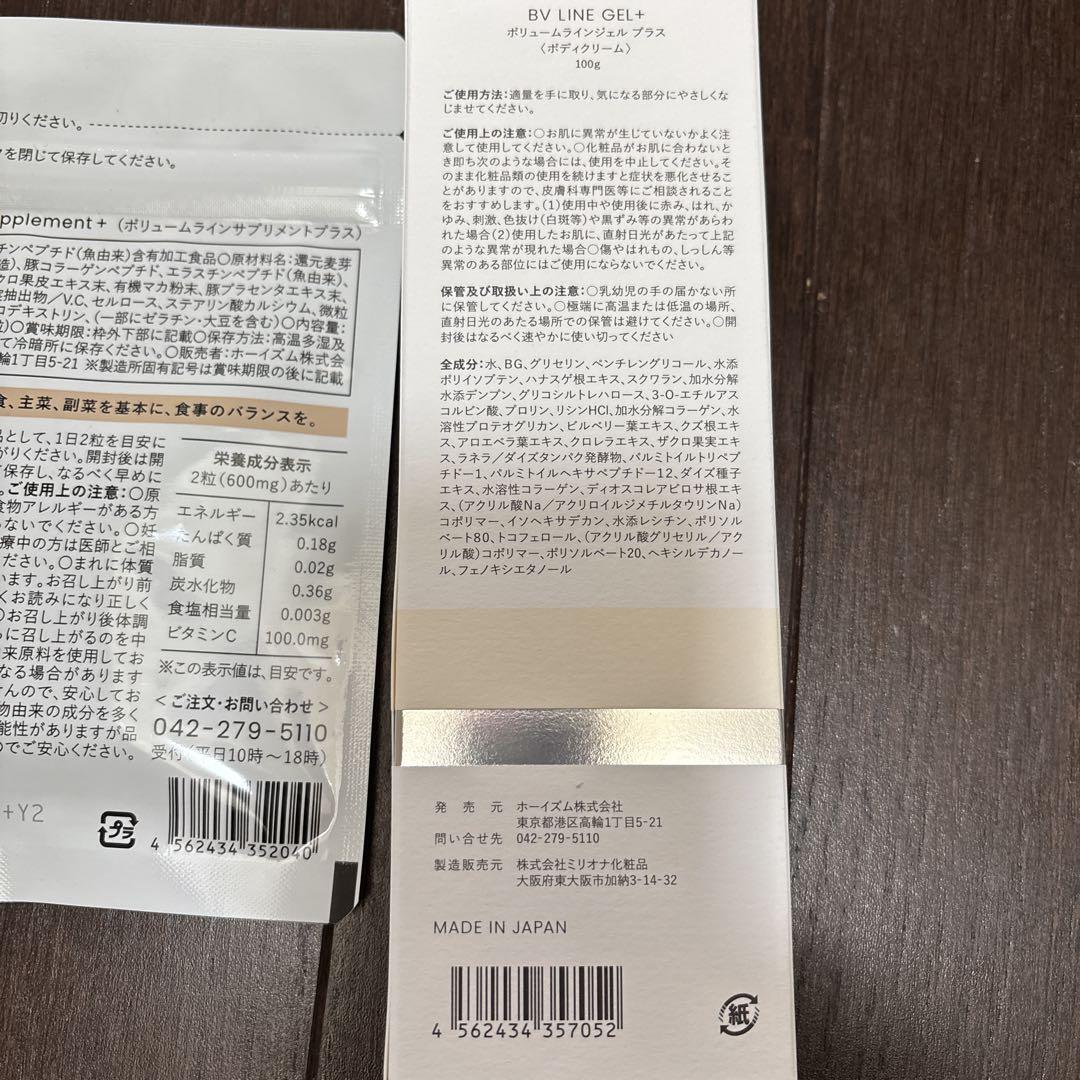 切りください。
を閉じて保存してください。
pplement+（ボリュームラインサプリメントプラス）
チンペプチド(魚由来)含有加工食品〇原材料名:還元麦芽
造)、豚コラーゲンペプチド、エラスチンペプチド(魚由来)、
クロ果皮エキス末、有機マカ粉末、豚プラセンタエキス末、
抽出物/V.C、セルロース、ステアリン酸カルシウム、微粒
ロデキストリン、(一部にゼラチン・大豆を含む)〇内容量:
粒)〇賞味期限:枠外下部に記載〇保存方法:高温多湿及
て冷暗所に保存ください。〇販売者:ホーイズム株式会
輪1丁目5-21 ※製造所固有記号は賞味期限の後に記載
食、主菜、副菜を基本に、食事のバランスを。
品として、1日2粒を目安に
がりください。開封後は開
て保存し、なるべく早めに
。ご使用上の注意:〇原
食物アレルギーがある方
らないでください。〇妊
療中の方は医師とご相
ださい。〇まれに体質
います。お召し上がり前
くお読みになり正しく
〇お召し上がり後体調
らに召し上がるのを中
来原料を使用してお
なる場合があります
せんので、安心してお
物由来の成分を多く
能性がありますが品
のでご安心ください。
栄養成分表示
2粒(600mg)あたり
エネルギー 2.35kcal
たんぱく質 0.18g
脂質 0.02g
炭水化物 0.36g
食塩相当量 0.003g
ビタミンC 100.0mg
※この表示値は、目安です。
<ご注文・お問い合わせ>
042-279-5110
受付(平日10時〜18時)
+Y2
プラ
4 562434 352040
BV LINE GEL+
ボリュームラインジェル プラス
〈ボディクリーム〉
100g
ご使用方法:適量を手に取り、気になる部分にやさしくな
じませてください。
ご使用上の注意:〇お肌に異常が生じていないかよく注
意して使用してください。〇化粧品がお肌に合わないと
き即ち次のような場合には、使用を中止してください。そ
のまま化粧品類の使用を続けますと症状を悪化させるこ
とがありますので、皮膚科専門医等にご相談されること
をおすすめします。(1)使用中や使用後に赤み、はれ、か
ゆみ、刺激、色抜け(白斑等)や黒ずみ等の異常があらわ
れた場合(2)使用したお肌に、直射日光があたって上記
のような異常が現れた場合〇傷やはれもの、しっしん等
異常のある部位にはご使用にならないでください。
保管及び取扱い上の注意:〇乳幼児の手の届かない所
に保管してください。〇極端に高温または低温の場所、
直射日光のあたる場所での保管は避けてください。〇開
封後はなるべく速やかに使い切ってください
全成分:水、BG、グリセリン、ペンチレングリコール、水添
ポリイソブテン、ハナスゲ根エキス、スクワラン、加水分解
水添デンプン、グリコシルトレハロース、3-O-エチルアス
コルビン酸、プロリン、リシンHCl、加水分解コラーゲン、水
溶性プロテオグリカン、ビルベリー葉エキス、クズ根エキ
ス、アロエベラ葉エキス、クロレラエキス、ザクロ果実エキ
ス、ラネラ/ダイズタンパク発酵物、パルミトイルトリペプ
チドー1、パルミトイルヘキサペプチドー12、ダイズ種子
エキス、水溶性コラーゲン、ディオスコレアビロサ根エキ
ス、(アクリル酸Na/アクリロイルジメチルタウリンNa)
コポリマー、イソヘキサデカン、水添レシチン、ポリソル
ベート80、トコフェロール、(アクリル酸グリセリル/アク
リル酸)コポリマー、ポリソルベート20、ヘキシルデカノー
ル、フェノキシエタノール
発売元 ホーイズム株式会社
東京都港区高輪1丁目5-21
問い合せ先 042-279-5110
製造販売元 株式会社ミリオナ化粧品
大阪府東大阪市加納3-14-32
MADE IN JAPAN
4 562434 357052
紙